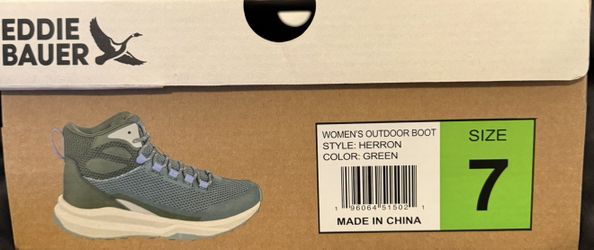 EDDIE
BAUER
WOMEN'S OUTDOOR BOOT
STYLE: HERRON
COLOR: GREEN
SIZE
7
1 96064 51502 1
MADE IN CHINA